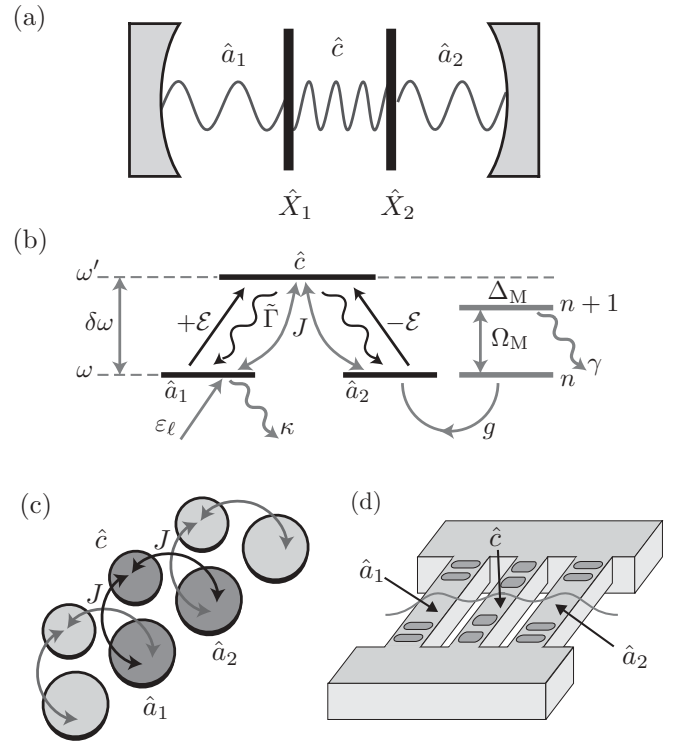 (a)
â₁ ĉ â₂
X̂₁ X̂₂
(b)
ĉ
ω′
Δ_M n + 1
+ℰ Γ̃ J −ℰ
δω Ω_M
ω n
â₁ â₂ γ
ε_ℓ κ g
(c) (d)
ĉ J
J
â₂
â₁
ĉ
â₁
â₂